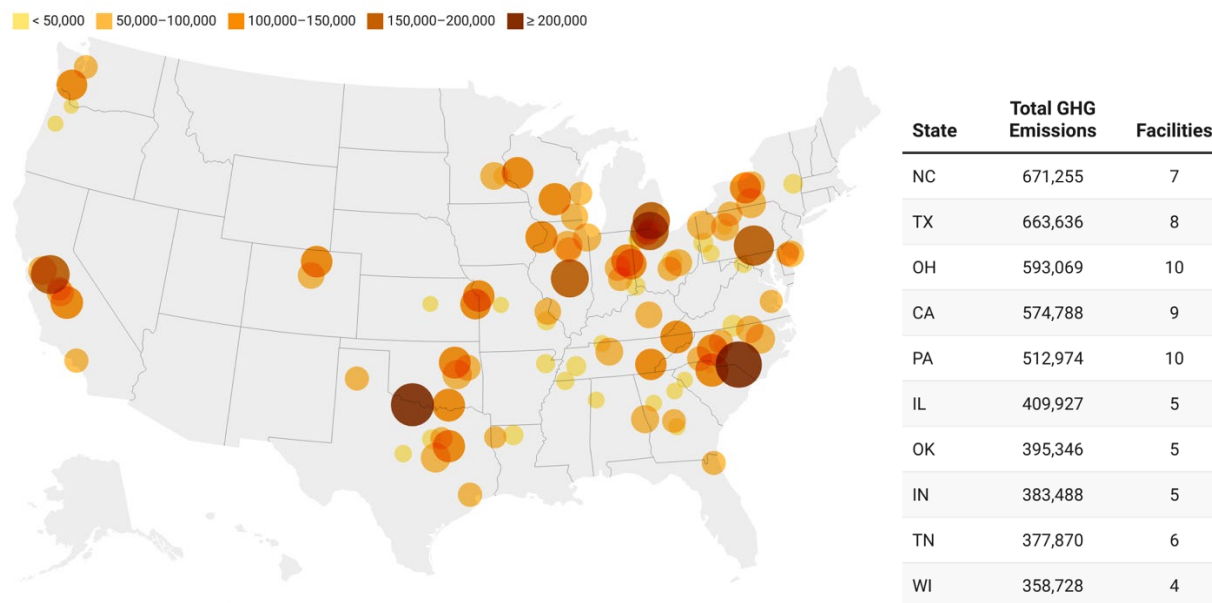 < 50,000 50,000–100,000 100,000–150,000 150,000–200,000 ≥ 200,000
State Total GHG Emissions Facilities
NC 671,255 7
TX 663,636 8
OH 593,069 10
CA 574,788 9
PA 512,974 10
IL 409,927 5
OK 395,346 5
IN 383,488 5
TN 377,870 6
WI 358,728 4